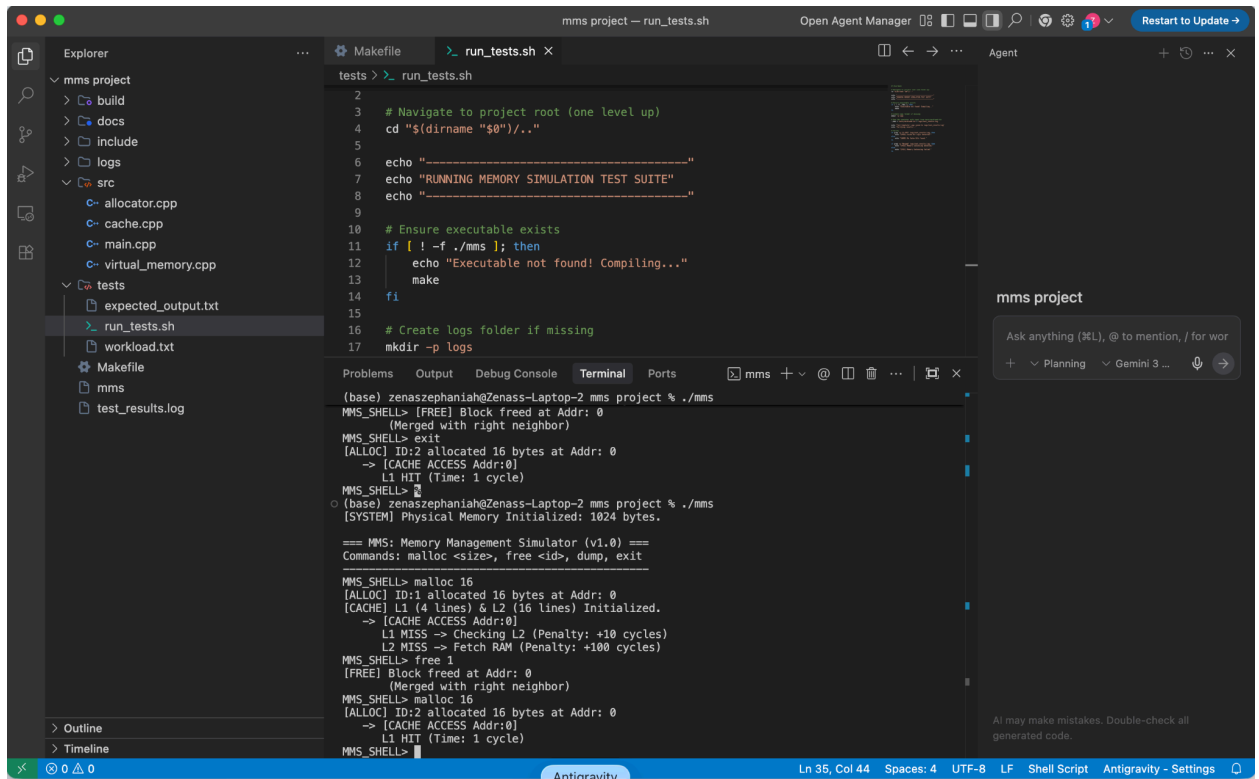 mms project — run_tests.sh
Open Agent Manager
Restart to Update →
Explorer
mms project
build
docs
include
logs
src
allocator.cpp
cache.cpp
main.cpp
virtual_memory.cpp
tests
expected_output.txt
run_tests.sh
workload.txt
Makefile
mms
test_results.log
Outline
Timeline
Makefile
run_tests.sh
tests > run_tests.sh
2
3 # Navigate to project root (one level up)
4 cd "$(dirname "$0")/.."
5
6 echo "---------------------------------------"
7 echo "RUNNING MEMORY SIMULATION TEST SUITE"
8 echo "---------------------------------------"
9
10 # Ensure executable exists
11 if [ ! -f ./mms ]; then
12 echo "Executable not found! Compiling..."
13 make
14 fi
15
16 # Create logs folder if missing
17 mkdir -p logs
Problems Output Debug Console Terminal Ports mms
(base) zenaszephaniah@Zenass-Laptop-2 mms project % ./mms
MMS_SHELL> [FREE] Block freed at Addr: 0
(Merged with right neighbor)
MMS_SHELL> exit
[ALLOC] ID:2 allocated 16 bytes at Addr: 0
-> [CACHE ACCESS Addr:0]
L1 HIT (Time: 1 cycle)
MMS_SHELL> %
(base) zenaszephaniah@Zenass-Laptop-2 mms project % ./mms
[SYSTEM] Physical Memory Initialized: 1024 bytes.
=== MMS: Memory Management Simulator (v1.0) ===
Commands: malloc <size>, free <id>, dump, exit
-----------------------------------------------
MMS_SHELL> malloc 16
[ALLOC] ID:1 allocated 16 bytes at Addr: 0
[CACHE] L1 (4 lines) & L2 (16 lines) Initialized.
-> [CACHE ACCESS Addr:0]
L1 MISS -> Checking L2 (Penalty: +10 cycles)
L2 MISS -> Fetch RAM (Penalty: +100 cycles)
MMS_SHELL> free 1
[FREE] Block freed at Addr: 0
(Merged with right neighbor)
MMS_SHELL> malloc 16
[ALLOC] ID:2 allocated 16 bytes at Addr: 0
-> [CACHE ACCESS Addr:0]
L1 HIT (Time: 1 cycle)
MMS_SHELL>
Agent
mms project
Ask anything (⌘L), @ to mention, / for wor
Planning Gemini 3 ...
AI may make mistakes. Double-check all
generated code.
0 0
Antigravity
Ln 35, Col 44 Spaces: 4 UTF-8 LF Shell Script Antigravity - Settings